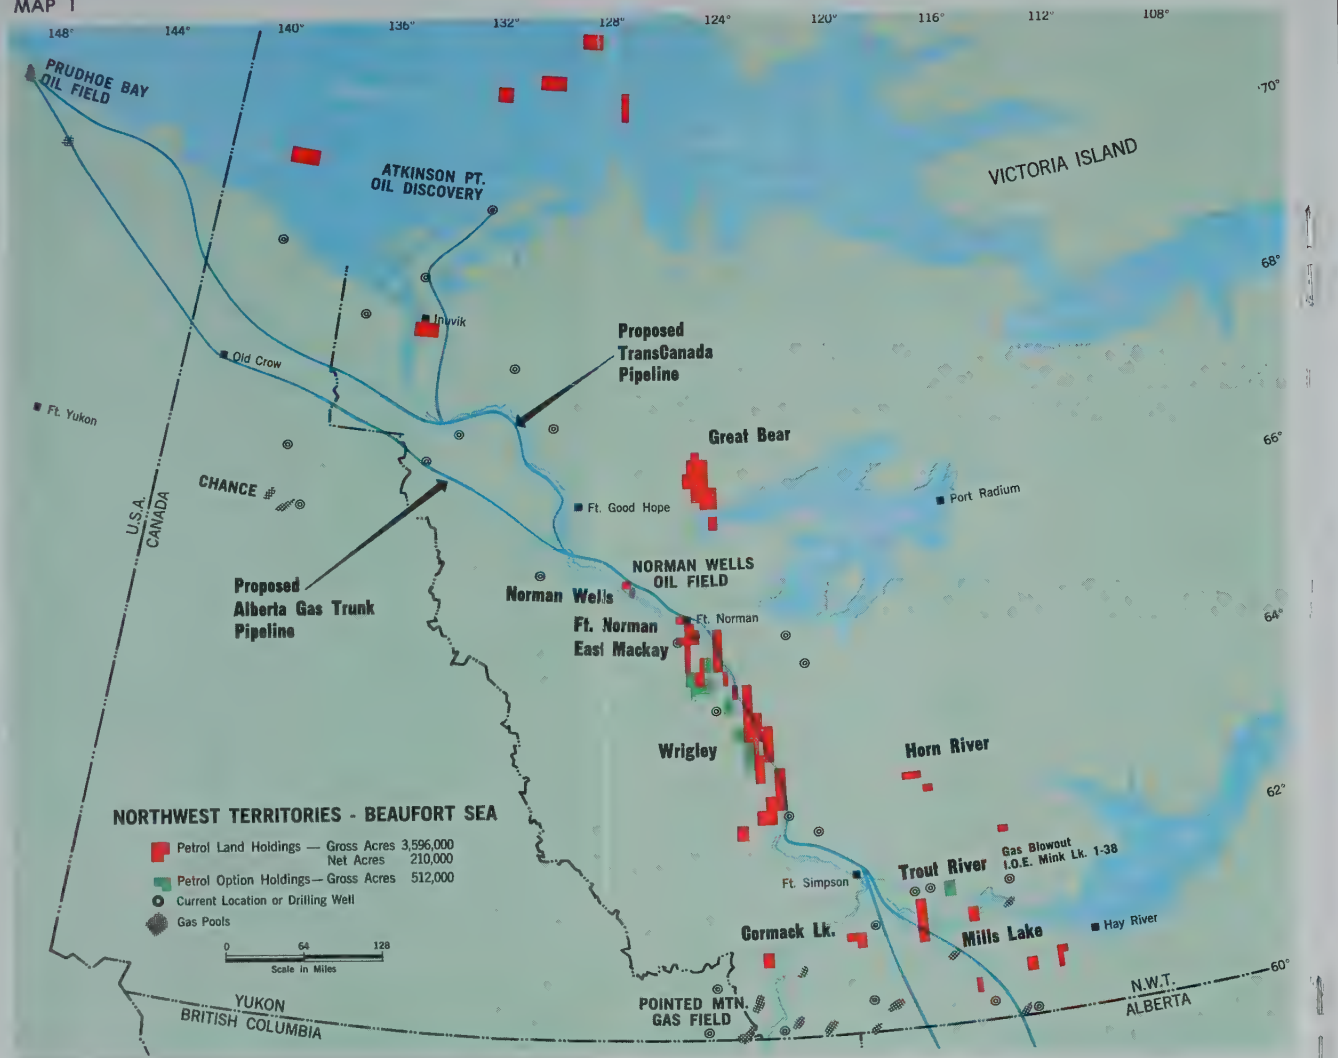 MAP 1
148° 144° 140° 136° 132° 128° 124° 120° 116° 112° 108°
PRUDHOE BAY
OIL FIELD
70°
ATKINSON PT.
OIL DISCOVERY
VICTORIA ISLAND
68°
Inuvik
Proposed
TransCanada
Pipeline
Old Crow
Ft. Yukon
66°
Great Bear
CHANCE
U.S.A.
CANADA
Ft. Good Hope
Port Radium
Proposed
Alberta Gas Trunk
Pipeline
NORMAN WELLS
OIL FIELD
Norman Wells
Ft. Norman
Ft. Norman
East Mackay
64°
Wrigley
Horn River
62°
NORTHWEST TERRITORIES - BEAUFORT SEA
Petrol Land Holdings — Gross Acres 3,596,000
Net Acres 210,000
Petrol Option Holdings — Gross Acres 512,000
Current Location or Drilling Well
Gas Pools
0 64 128
Scale in Miles
Gas Blowout
I.O.E. Mink Lk. 1-38
Trout River
Ft. Simpson
Cormack Lk.
Mills Lake
Hay River
60°
N.W.T.
ALBERTA
YUKON
BRITISH COLUMBIA
POINTED MTN.
GAS FIELD